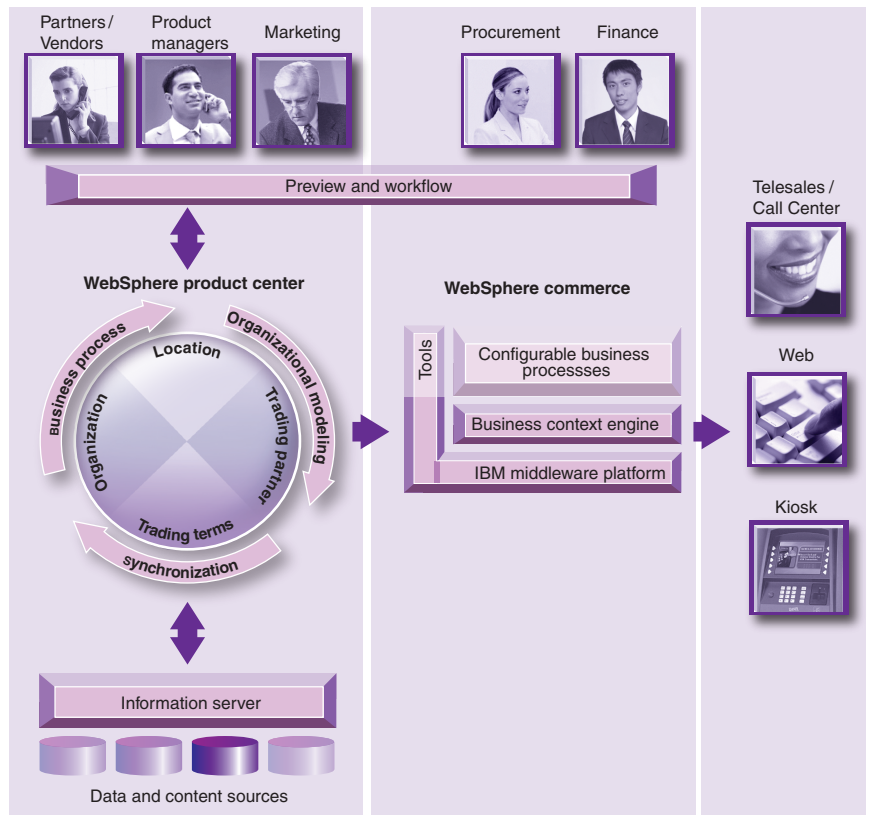 Partners/
Vendors
Product
managers
Marketing
Procurement
Finance
Preview and workflow
WebSphere product center
Business process
Organizational modeling
synchronization
Location
Organization
Trading partner
Trading terms
Information server
Data and content sources
WebSphere commerce
Tools
Configurable business
processses
Business context engine
IBM middleware platform
Telesales /
Call Center
Web
Kiosk